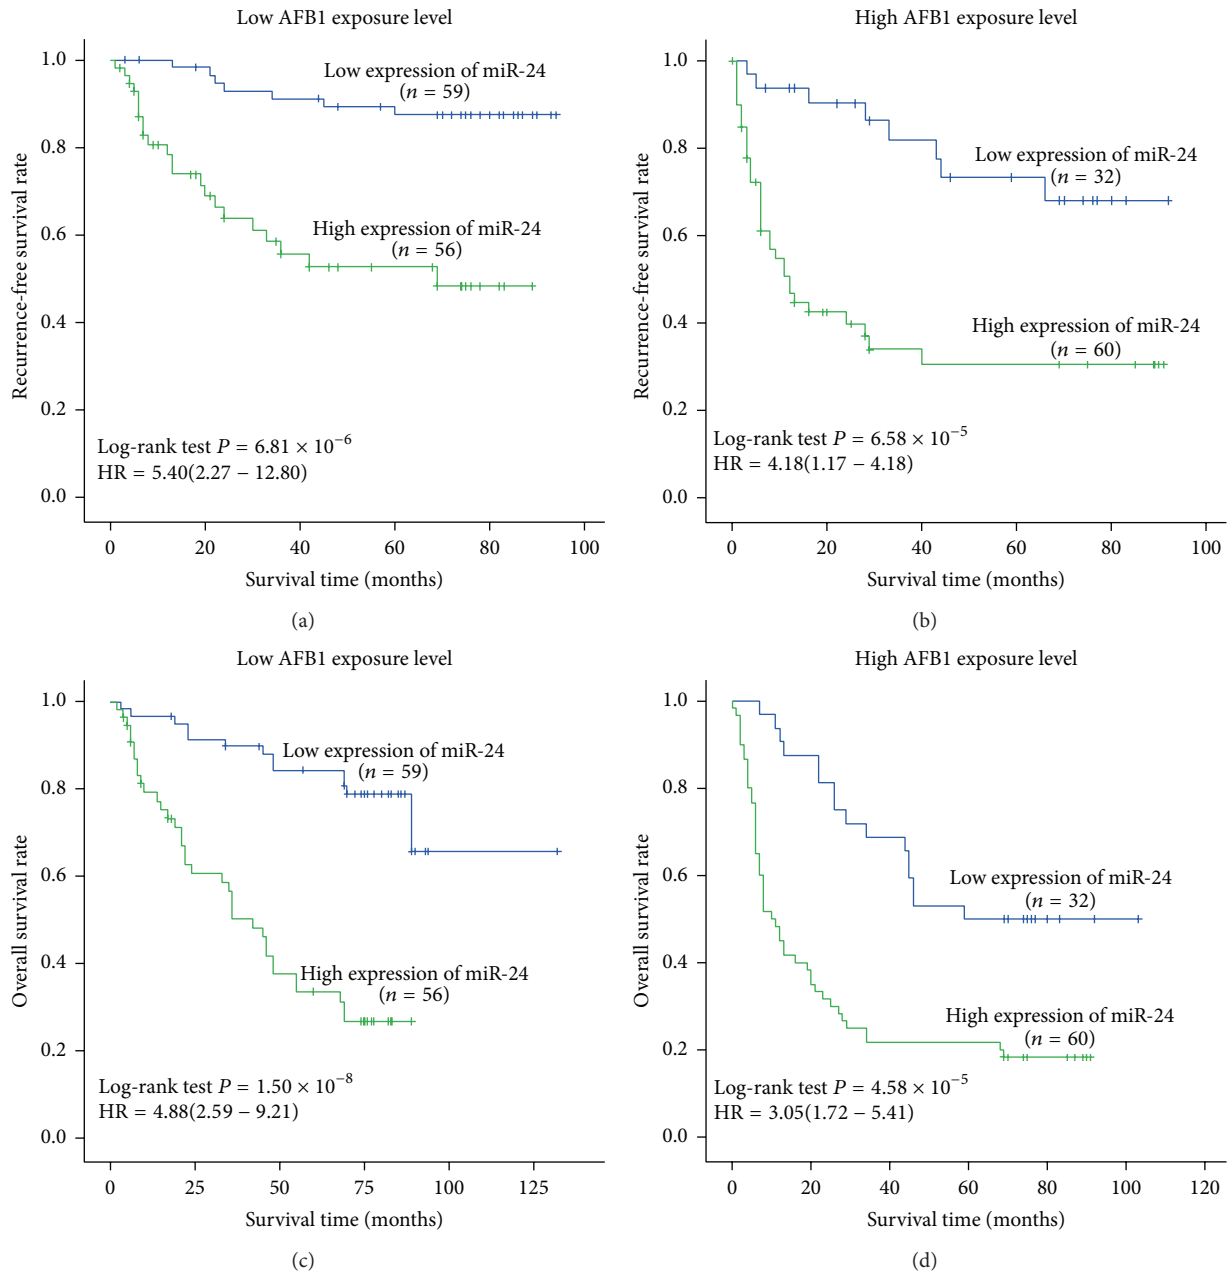 Low AFB1 exposure level
1.0
0.8
0.6
0.4
0.2
0.0
Recurrence-free survival rate
Low expression of miR-24
(n = 59)
High expression of miR-24
(n = 56)
Log-rank test P = 6.81 × 10−6
HR = 5.40(2.27 − 12.80)
0 20 40 60 80 100
Survival time (months)
(a)
High AFB1 exposure level
1.0
0.8
0.6
0.4
0.2
0.0
Recurrence-free survival rate
Low expression of miR-24
(n = 32)
High expression of miR-24
(n = 60)
Log-rank test P = 6.58 × 10−5
HR = 4.18(1.17 − 4.18)
0 20 40 60 80 100
Survival time (months)
(b)
Low AFB1 exposure level
1.0
0.8
0.6
0.4
0.2
0.0
Overall survival rate
Low expression of miR-24
(n = 59)
High expression of miR-24
(n = 56)
Log-rank test P = 1.50 × 10−8
HR = 4.88(2.59 − 9.21)
0 25 50 75 100 125
Survival time (months)
(c)
High AFB1 exposure level
1.0
0.8
0.6
0.4
0.2
0.0
Overall survival rate
Low expression of miR-24
(n = 32)
High expression of miR-24
(n = 60)
Log-rank test P = 4.58 × 10−5
HR = 3.05(1.72 − 5.41)
0 20 40 60 80 100 120
Survival time (months)
(d)